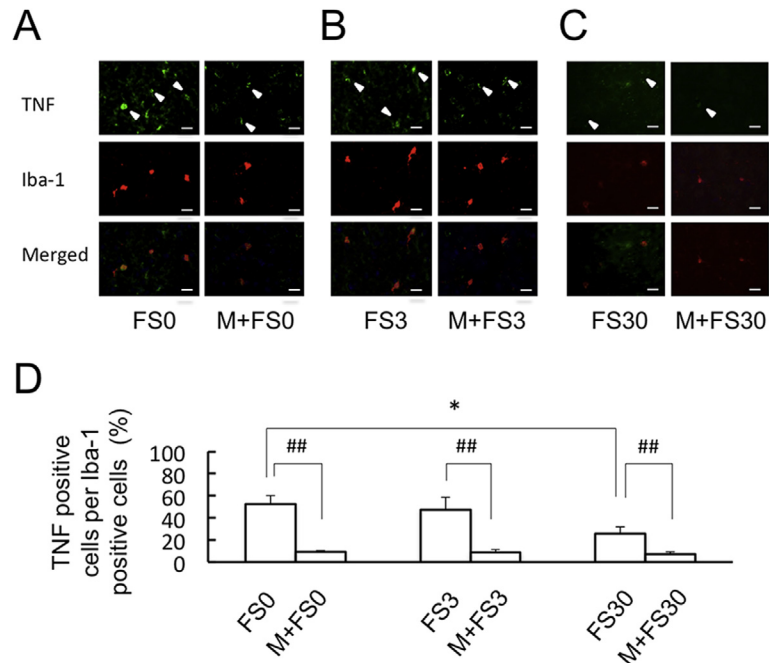 A B C
TNF
Iba-1
Merged
FS0 M+FS0 FS3 M+FS3 FS30 M+FS30
D
TNF positive
cells per Iba-1
positive cells (%)
*
## ## ##
100
80
60
40
20
0
FS0 M+FS0 FS3 M+FS3 FS30 M+FS30